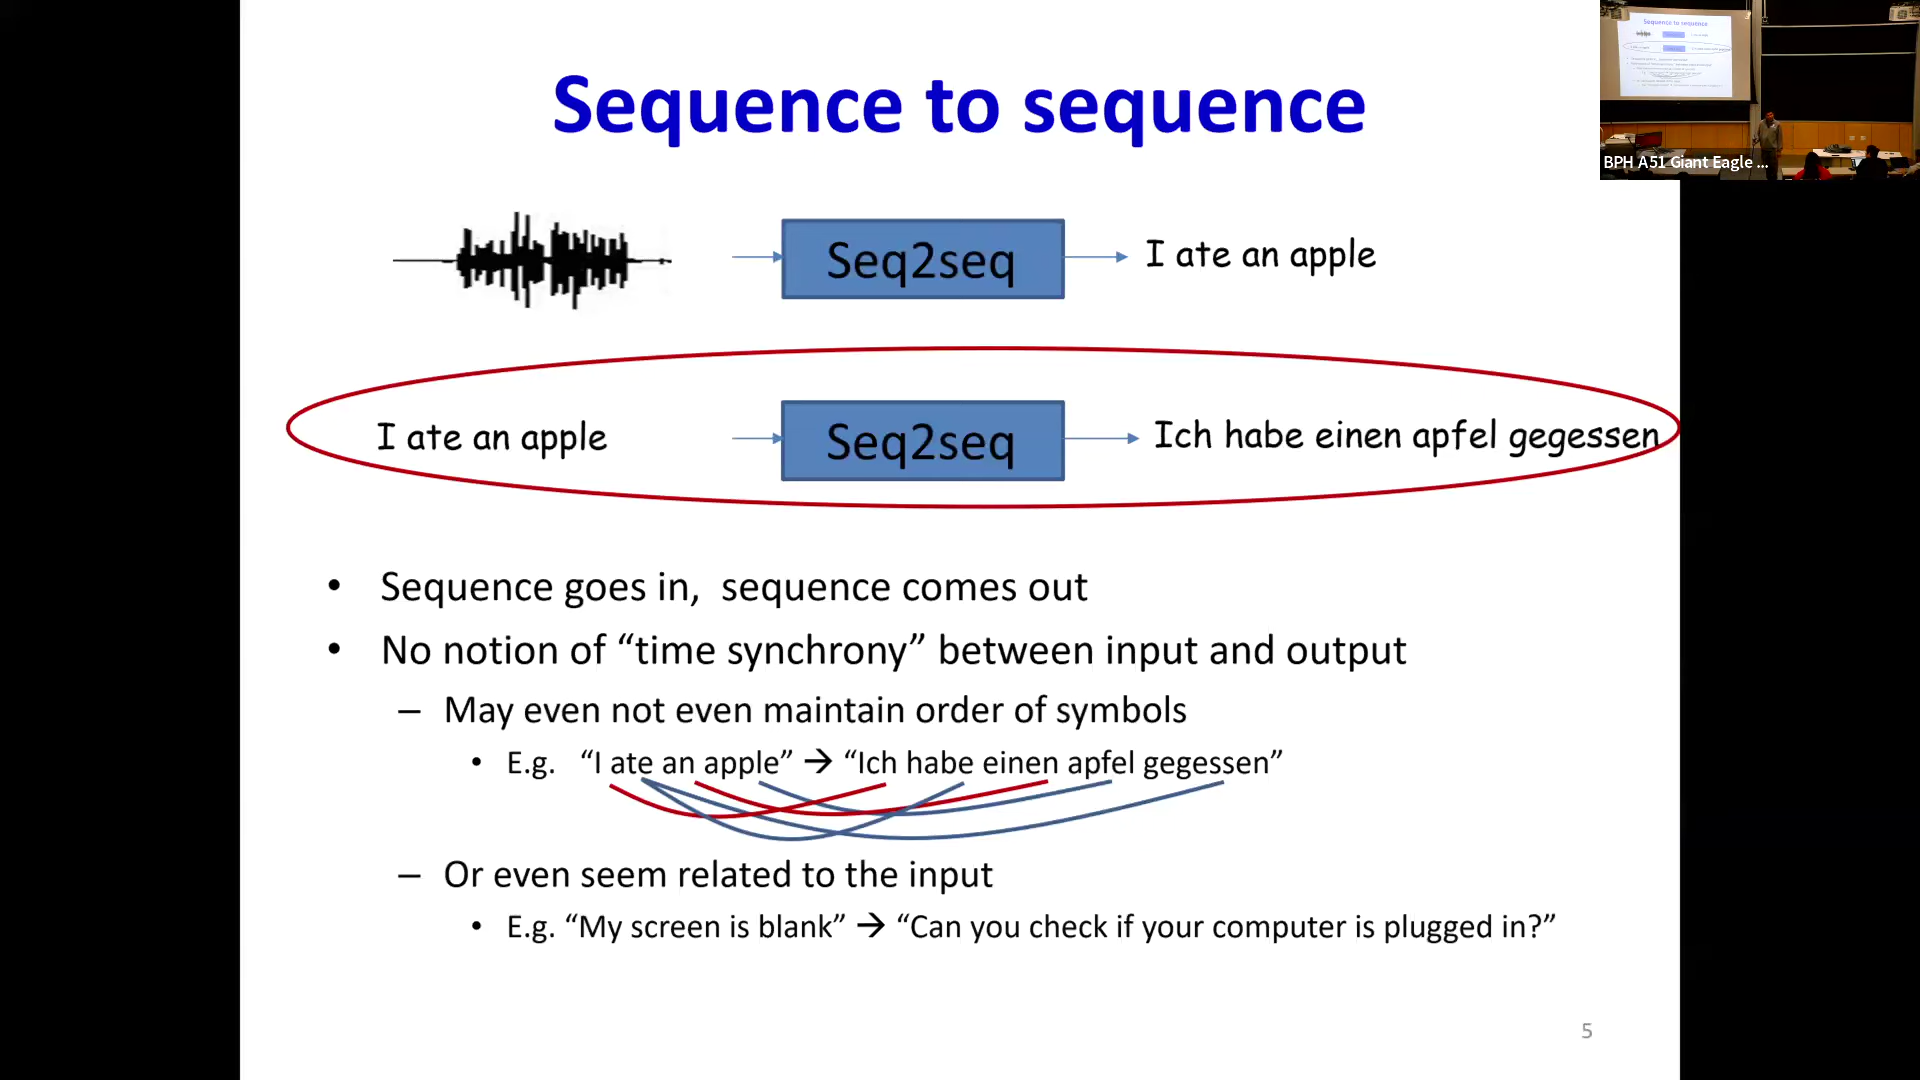 Sequence to sequence
Seq2seq
I ate an apple
I ate an apple
Seq2seq
Ich habe einen apfel gegessen
• Sequence goes in, sequence comes out
• No notion of “time synchrony” between input and output
– May even not even maintain order of symbols
• E.g. “I ate an apple” → “Ich habe einen apfel gegessen”
– Or even seem related to the input
• E.g. “My screen is blank” → “Can you check if your computer is plugged in?”
5
Sequence to sequence
BPH A51 Giant Eagle ...